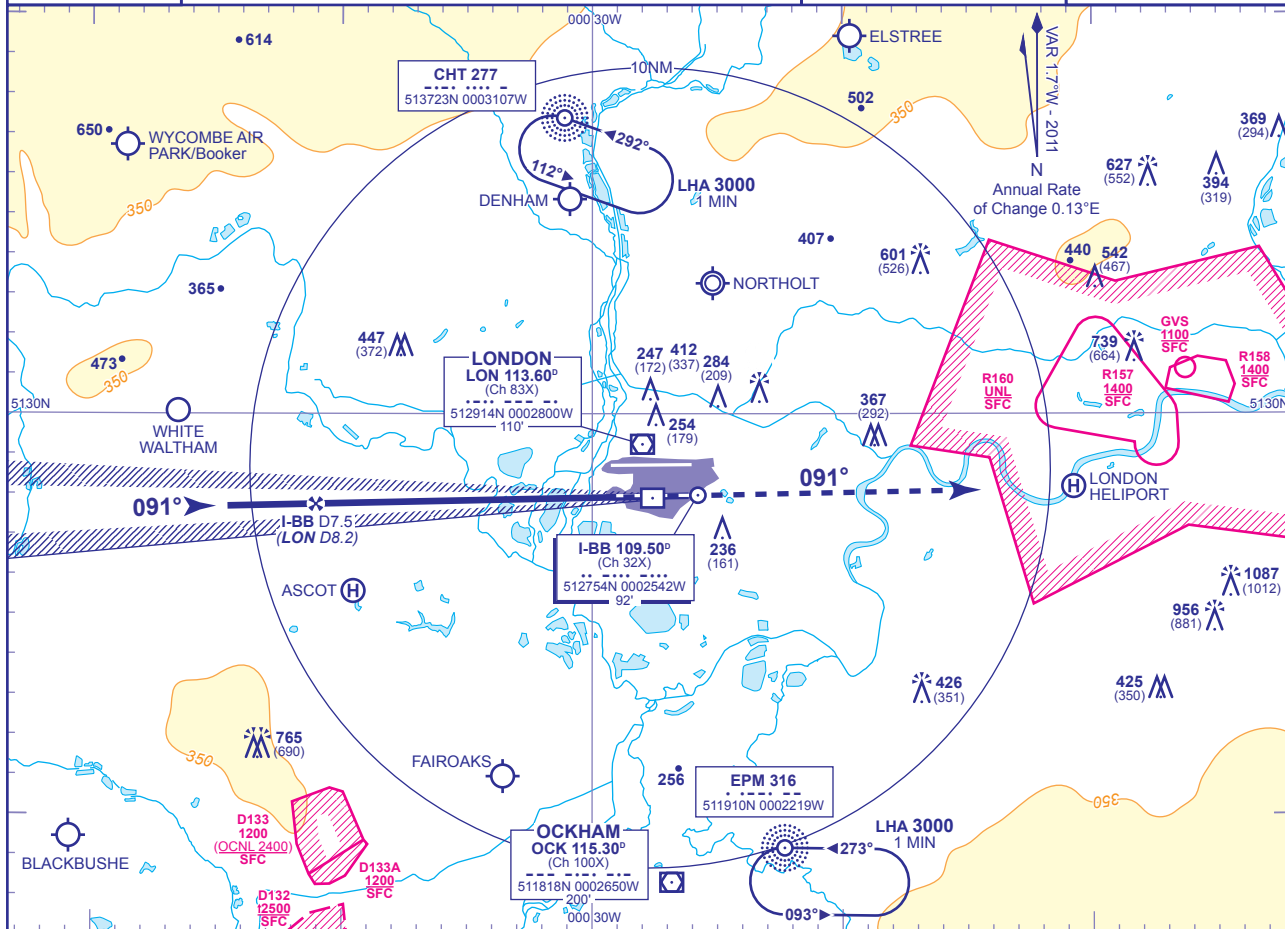 000 30W
614
ELSTREE
VAR 1.7°W - 2011
N
Annual Rate
of Change 0.13°E
10NM
CHT 277
-·-· ···· -
513723N 0003107W
502
350
369
(294)
650
WYCOMBE AIR
PARK/Booker
292°
112°
LHA 3000
1 MIN
DENHAM
627
(552)
394
(319)
350
407
601
(526)
440
542
(467)
365
NORTHOLT
447
(372)
473
350
LONDON
LON 113.60ᴰ
(Ch 83X)
·-·· --- -·
512914N 0002800W
110'
247
(172)
412
(337)
284
(209)
254
(179)
367
(292)
739
(664)
GVS
1100
SFC
R158
1400
SFC
R157
1400
SFC
R160
UNL
SFC
5130N
5130N
WHITE
WALTHAM
091°
091°
H
LONDON
HELIPORT
I-BB D7.5
(LON D8.2)
I-BB 109.50ᴰ
(Ch 32X)
·· -··· -···
512754N 0002542W
92'
236
(161)
ASCOT H
1087
(1012)
956
(881)
426
(351)
425
(350)
350
765
(690)
FAIROAKS
256
EPM 316
· ·--· --
511910N 0002219W
350
D133
1200
(OCNL 2400)
SFC
BLACKBUSHE
D133A
1200
SFC
D132
12500
SFC
OCKHAM
OCK 115.30ᴰ
(Ch 100X)
--- -·-· -·-
511818N 0002650W
200'
LHA 3000
1 MIN
273°
093°
000 30W